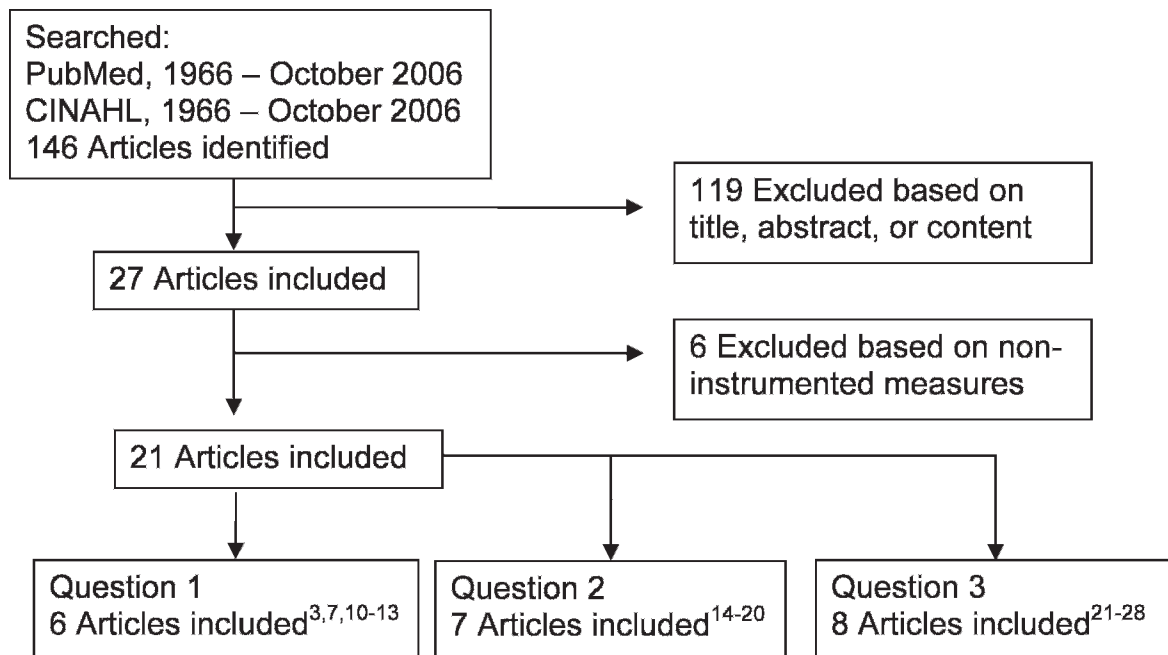 Searched:
PubMed, 1966 – October 2006
CINAHL, 1966 – October 2006
146 Articles identified
119 Excluded based on
title, abstract, or content
27 Articles included
6 Excluded based on non-
instrumented measures
21 Articles included
Question 1
6 Articles included3,7,10-13
Question 2
7 Articles included14-20
Question 3
8 Articles included21-28